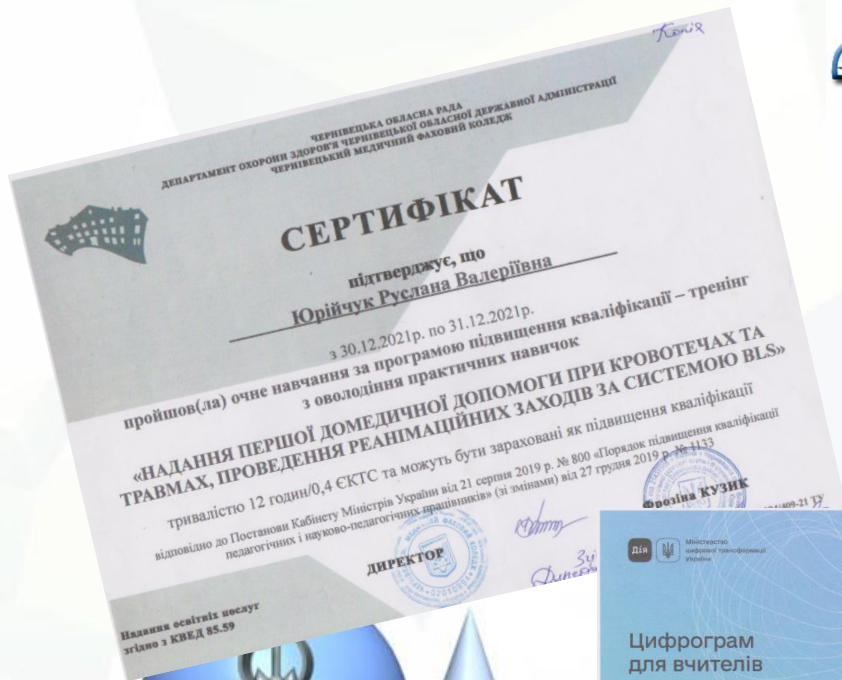 Копія
ЧЕРНІВЕЦЬКА ОБЛАСНА РАДА
ДЕПАРТАМЕНТ ОХОРОНИ ЗДОРОВ'Я ЧЕРНІВЕЦЬКОЇ ОБЛАСНОЇ ДЕРЖАВНОЇ АДМІНІСТРАЦІЇ
ЧЕРНІВЕЦЬКИЙ МЕДИЧНИЙ ФАХОВИЙ КОЛЕДЖ
СЕРТИФІКАТ
підтверджує, що
Юрійчук Руслана Валеріївна
з 30.12.2021р. по 31.12.2021р.
пройшов(ла) очне навчання за програмою підвищення кваліфікації – тренінг
з оволодіння практичних навичок
«НАДАННЯ ПЕРШОЇ ДОМЕДИЧНОЇ ДОПОМОГИ ПРИ КРОВОТЕЧАХ ТА
ТРАВМАХ, ПРОВЕДЕННЯ РЕАНІМАЦІЙНИХ ЗАХОДІВ ЗА СИСТЕМОЮ BLS»
тривалістю 12 годин/0,4 ЄКТС та можуть бути зараховані як підвищення кваліфікації
відповідно до Постанови Кабінету Міністрів України від 21 серпня 2019 р. № 800 «Порядок підвищення кваліфікації
педагогічних і науково-педагогічних працівників» (зі змінами) від 27 грудня 2019 р. № 1133
Фрозіна КУЗИК
ДИРЕКТОР
Надання освітніх послуг
згідно з КВЕД 85.59
Дія
Міністерство
цифрової трансформації
України
Цифрограм
для вчителів